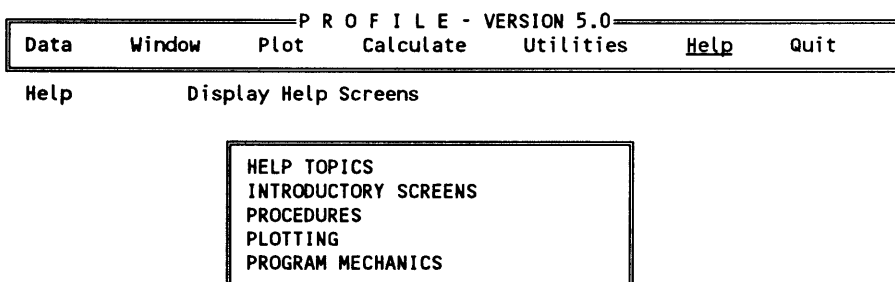 P R O F I L E - VERSION 5.0
Data Window Plot Calculate Utilities Help Quit
Help Display Help Screens
HELP TOPICS
INTRODUCTORY SCREENS
PROCEDURES
PLOTTING
PROGRAM MECHANICS